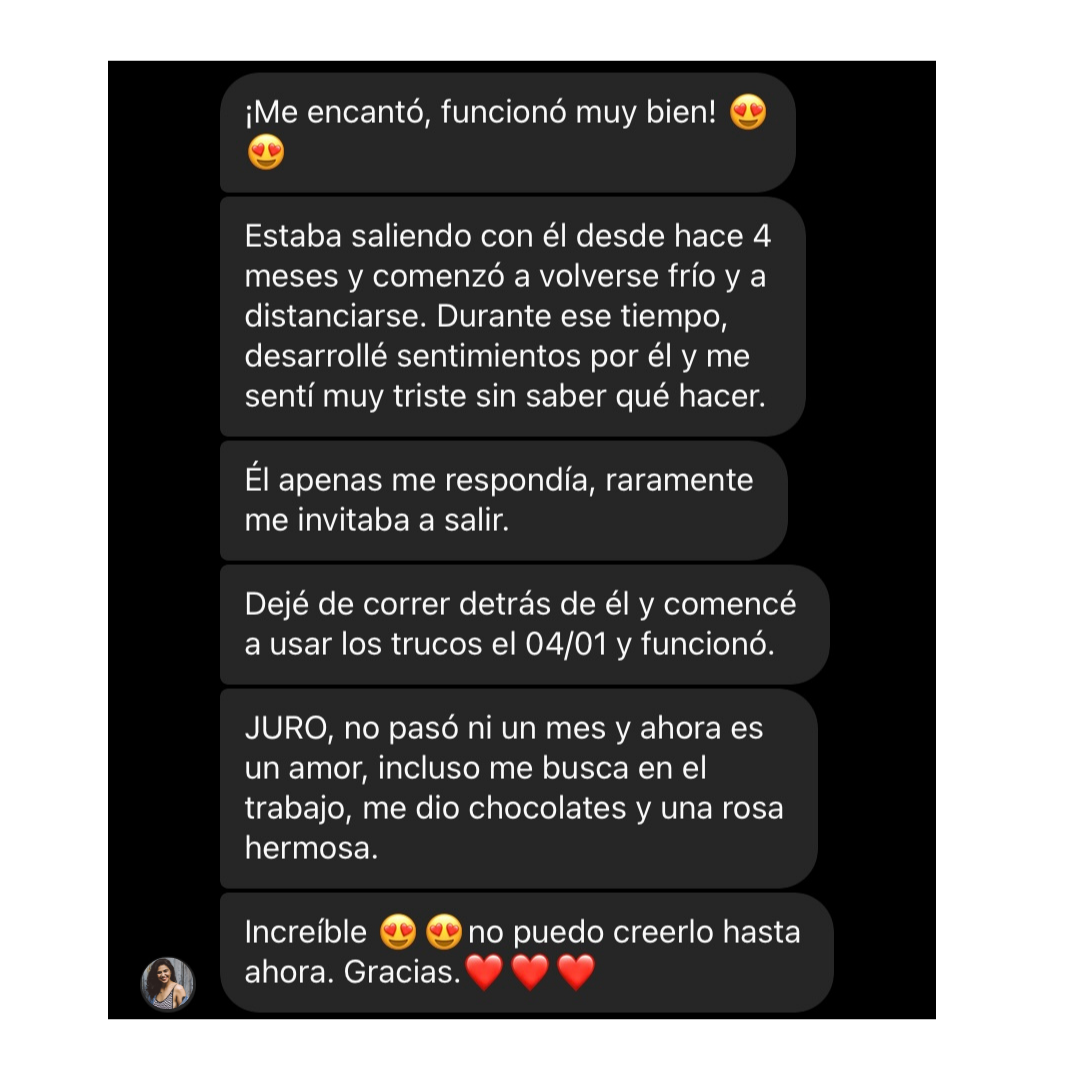 ¡Me encantó, funcionó muy bien! 😍
😍
Estaba saliendo con él desde hace 4
meses y comenzó a volverse frío y a
distanciarse. Durante ese tiempo,
desarrollé sentimientos por él y me
sentí muy triste sin saber qué hacer.
Él apenas me respondía, raramente
me invitaba a salir.
Dejé de correr detrás de él y comencé
a usar los trucos el 04/01 y funcionó.
JURO, no pasó ni un mes y ahora es
un amor, incluso me busca en el
trabajo, me dio chocolates y una rosa
hermosa.
Increíble 😍😍no puedo creerlo hasta
ahora. Gracias.❤️❤️❤️